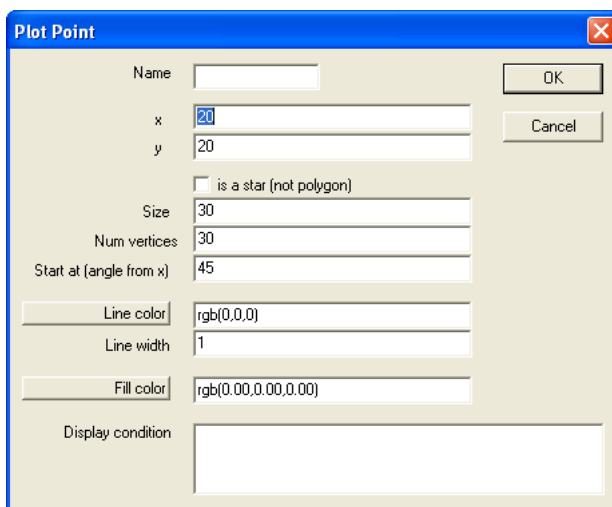 Plot Point
Name
OK
x 20
Cancel
y 20
is a star (not polygon)
Size 30
Num vertices 30
Start at (angle from x) 45
Line color rgb(0,0,0)
Line width 1
Fill color rgb(0.00,0.00,0.00)
Display condition